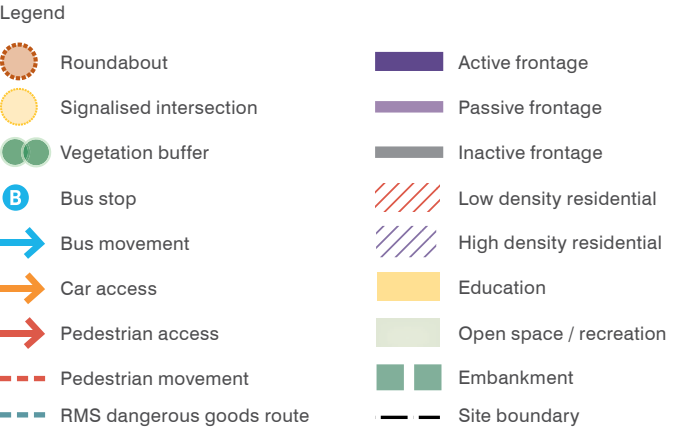 Legend
Roundabout
Signalised intersection
Vegetation buffer
B Bus stop
Bus movement
Car access
Pedestrian access
Pedestrian movement
RMS dangerous goods route
Active frontage
Passive frontage
Inactive frontage
Low density residential
High density residential
Education
Open space / recreation
Embankment
Site boundary